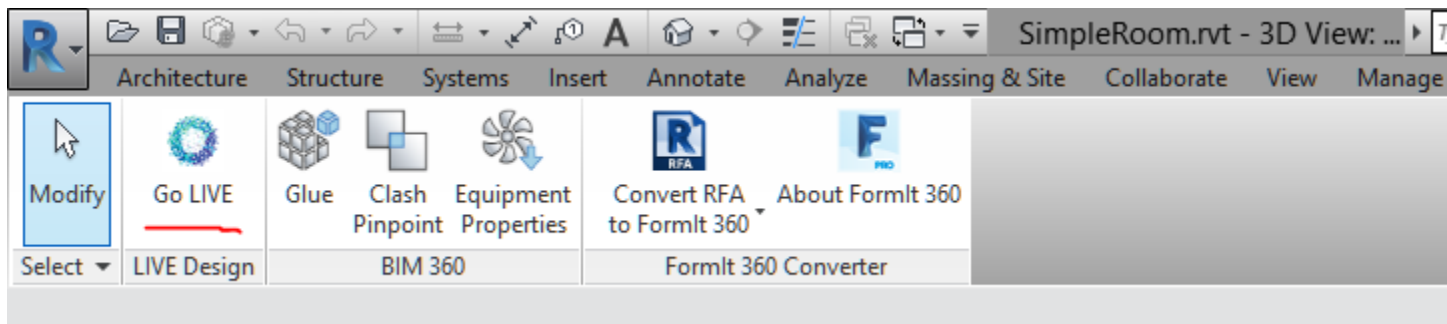 R SimpleRoom.rvt - 3D View: ...
Architecture Structure Systems Insert Annotate Analyze Massing & Site Collaborate View Manage
Modify Go LIVE Glue Clash Pinpoint Equipment Properties R RFA Convert RFA to FormIt 360 F PRO About FormIt 360
Select LIVE Design BIM 360 FormIt 360 Converter